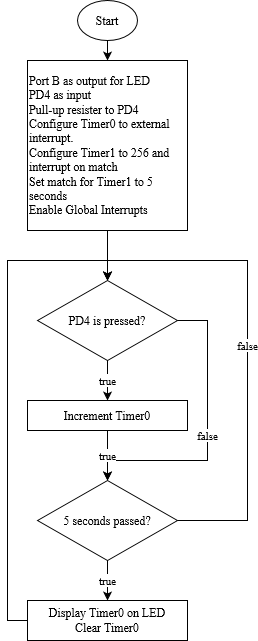 Start
Port B as output for LED
PD4 as input
Pull-up resister to PD4
Configure Timer0 to external
interrupt.
Configure Timer1 to 256 and
interrupt on match
Set match for Timer1 to 5
seconds
Enable Global Interrupts
PD4 is pressed?
false
true
Increment Timer0
false
true
5 seconds passed?
true
Display Timer0 on LED
Clear Timer0